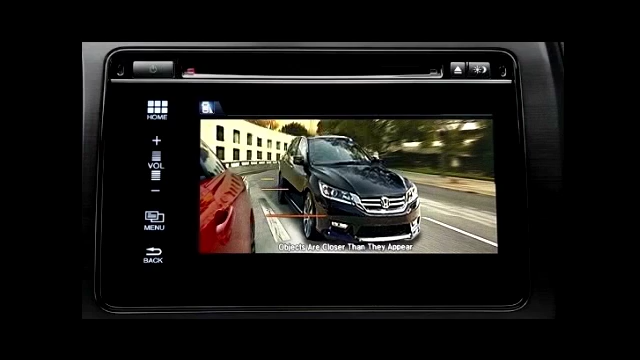 HOME
+
VOL
−
MENU
BACK
Objects Are Closer Than They Appear.